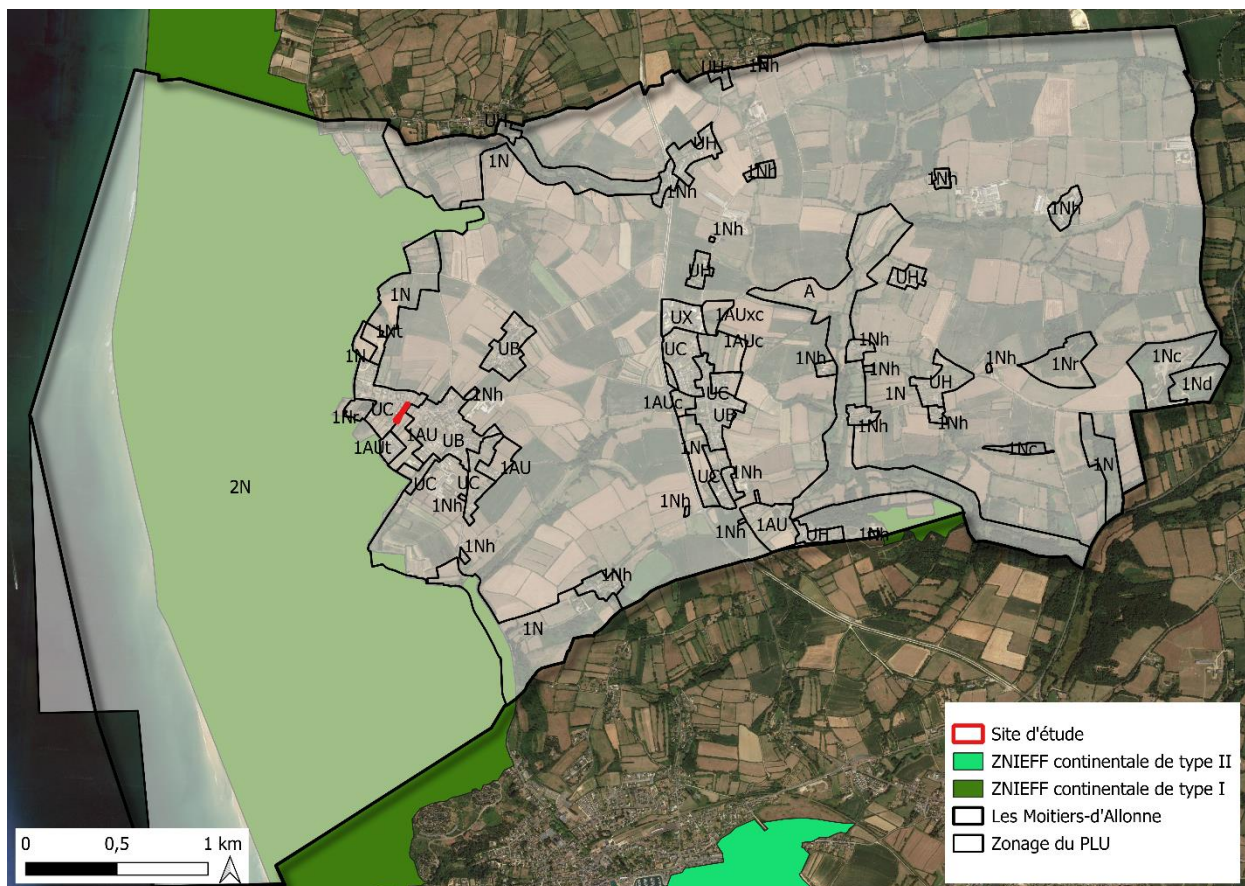 UH
1Nh
UH
1N
UH
1Nh
1Nh
1Nh
1Nh
1Nh
UH
UH
A
1N
1Nt
UX
1AUxc
1N
UB
UC
1AUc
1Nh
1Nh
1Nh
1Nh
1Nr
1Nc
1Nd
UH
1N
1Nh
UC
1Nr
1AUc
UC
UB
1Nh
1Nh
1AU
UB
1AUt
1N
1AU
1Nc
1N
UC
UC
1Nh
UC
1Nh
2N
1Nh
1Nh
1AU
UH
1Nh
1Nh
1Nh
1N
Site d'étude
ZNIEFF continentale de type II
ZNIEFF continentale de type I
Les Moitiers-d'Allonne
Zonage du PLU
0 0,5 1 km